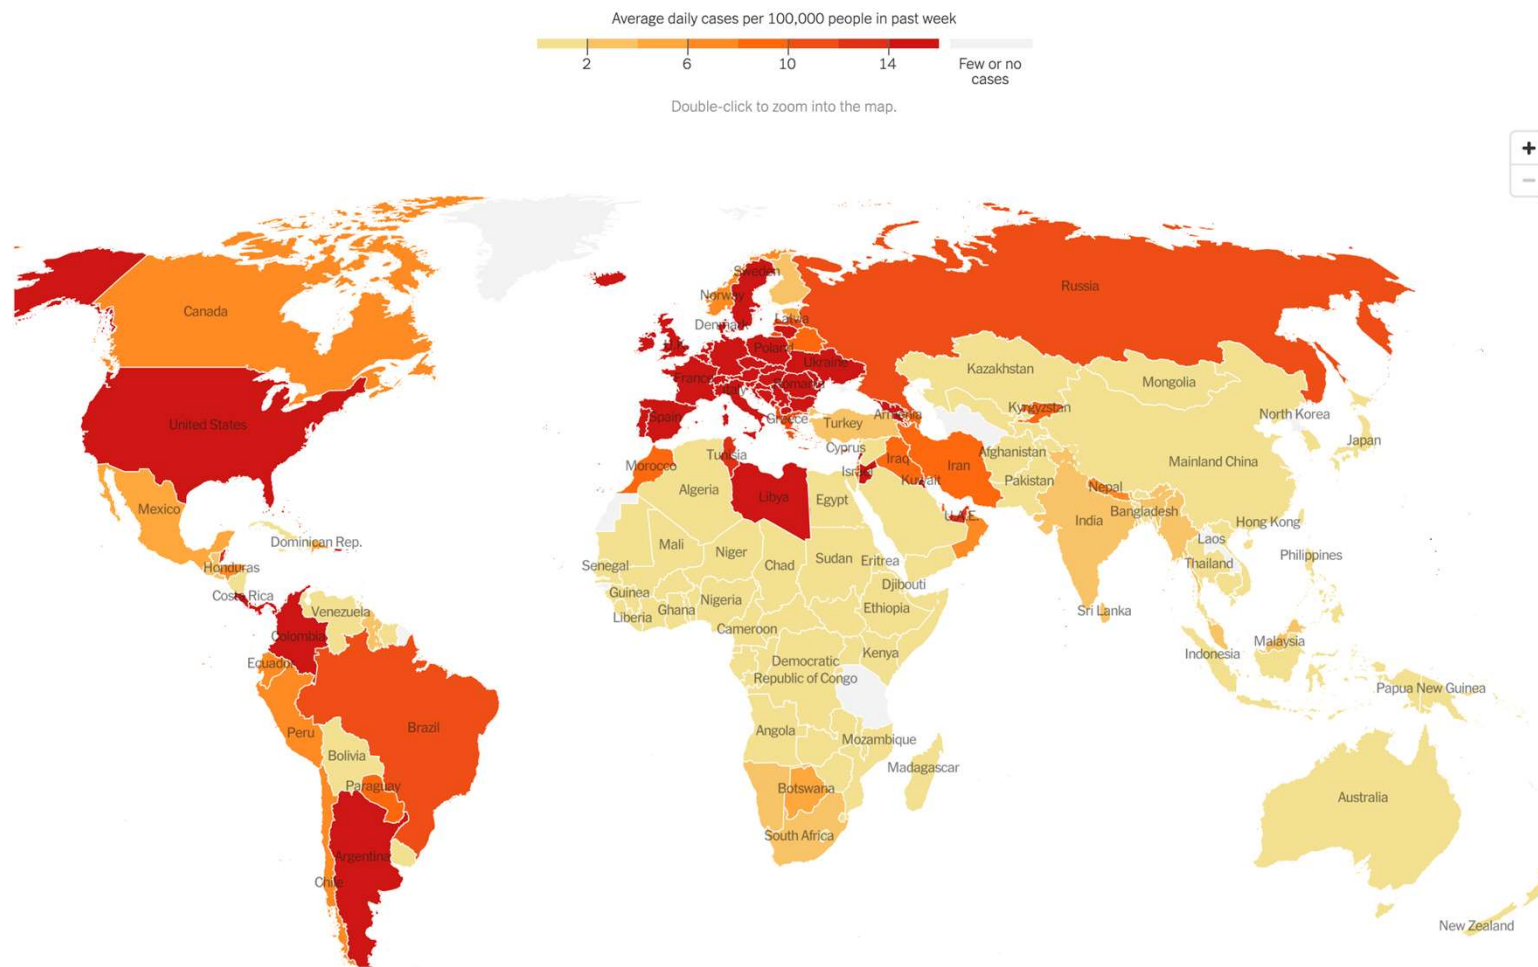 Average daily cases per 100,000 people in past week
2 6 10 14 Few or no
cases
Double-click to zoom into the map.
+
−
Sweden
Norway
Russia
Canada
Latvia
Denmark
U.K.
Poland
Ukraine
Kazakhstan
France
Italy
Romania
Mongolia
Kyrgyzstan
North Korea
Armenia
United States
Spain
Greece
Turkey
Japan
Cyprus
Afghanistan
Tunisia
Mainland China
Morocco
Iraq
Iran
Israel
Kuwait
Pakistan
Nepal
Algeria
Libya
Egypt
Mexico
U.A.E.
India
Bangladesh
Hong Kong
Dominican Rep.
Laos
Mali
Niger
Philippines
Sudan
Eritrea
Honduras
Senegal
Chad
Thailand
Djibouti
Costa Rica
Guinea
Nigeria
Venezuela
Ghana
Ethiopia
Liberia
Sri Lanka
Cameroon
Colombia
Malaysia
Kenya
Indonesia
Ecuador
Democratic
Republic of Congo
Papua New Guinea
Brazil
Peru
Angola
Mozambique
Bolivia
Madagascar
Paraguay
Botswana
Australia
South Africa
Argentina
Chile
New Zealand